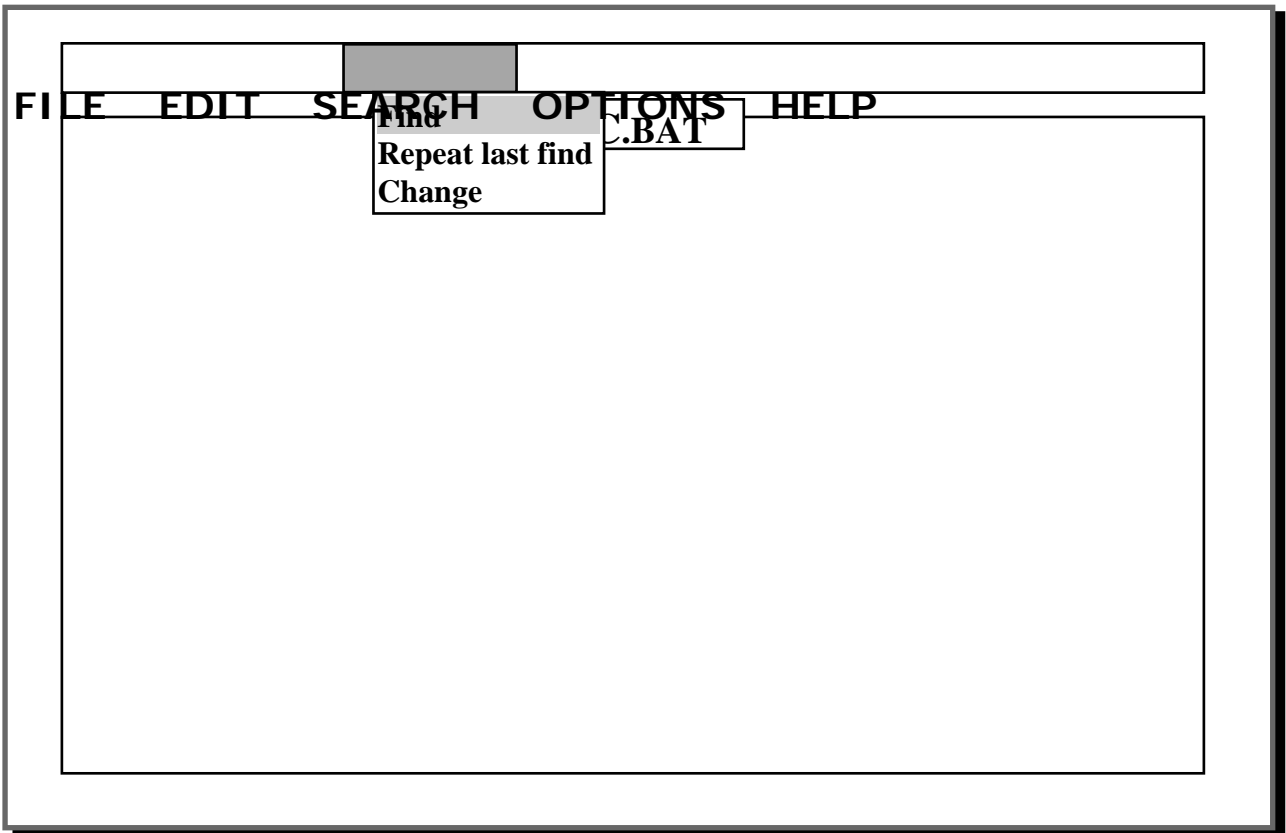 FILE EDIT SEARCH OPTIONS HELP
Find
C.BAT
Repeat last find
Change